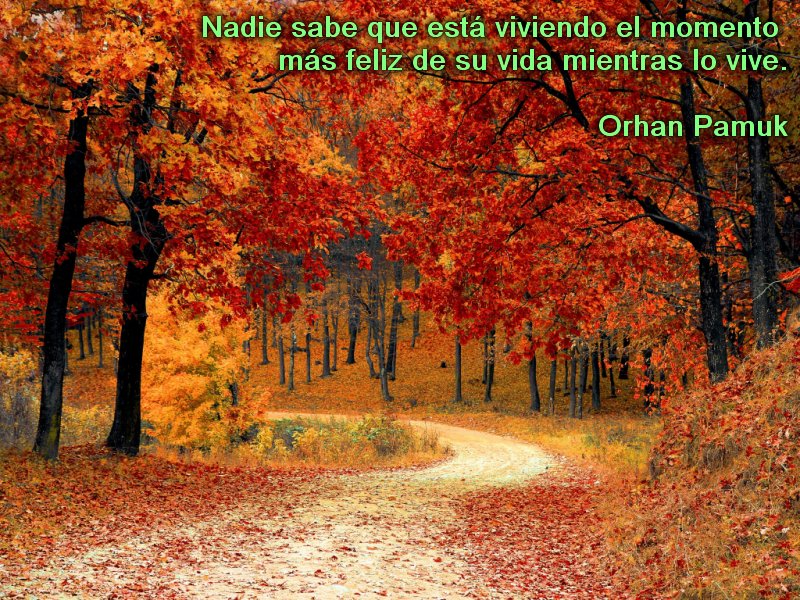 Nadie sabe que está viviendo el momento
más feliz de su vida mientras lo vive.
Orhan Pamuk